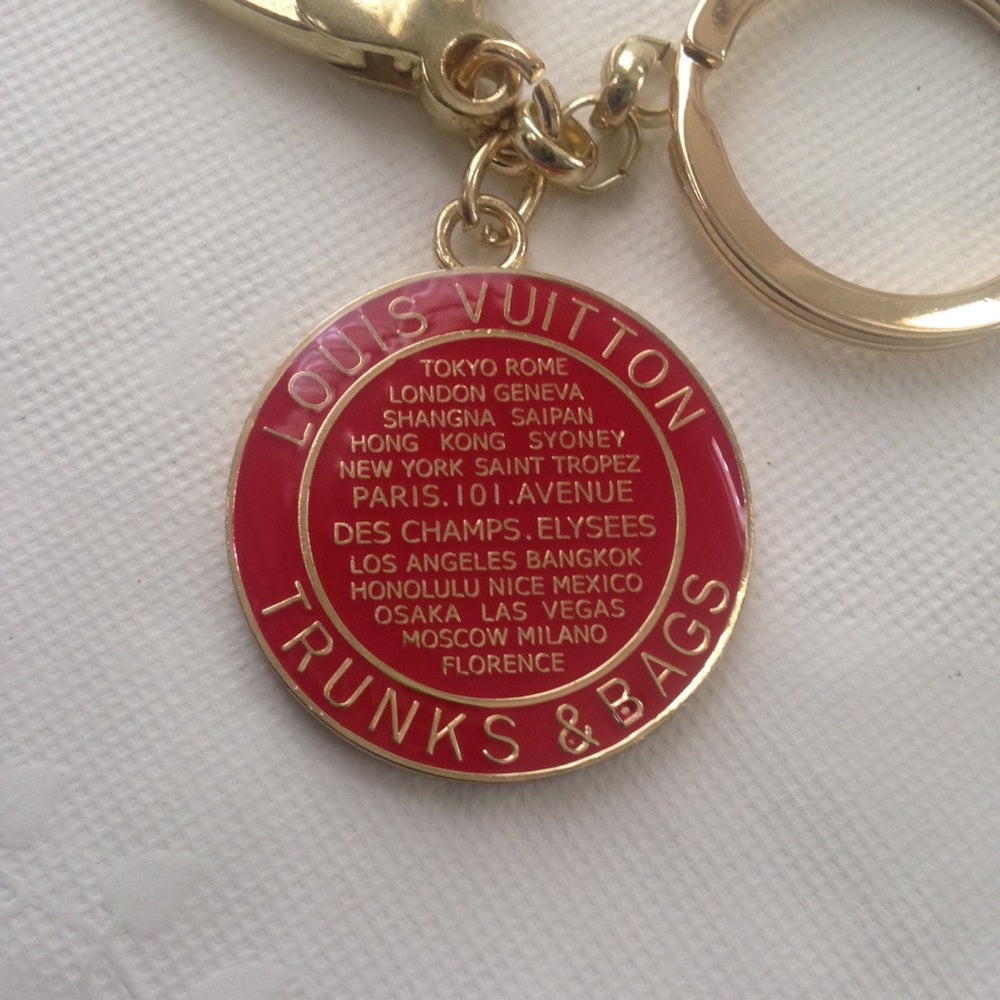 LOUIS VUITTON
TOKYO ROME
LONDON GENEVA
SHANGNA SAIPAN
HONG KONG SYONEY
NEW YORK SAINT TROPEZ
PARIS.101.AVENUE
DES CHAMPS.ELYSEES
LOS ANGELES BANGKOK
HONOLULU NICE MEXICO
OSAKA LAS VEGAS
MOSCOW MILANO
FLORENCE
TRUNKS & BAGS